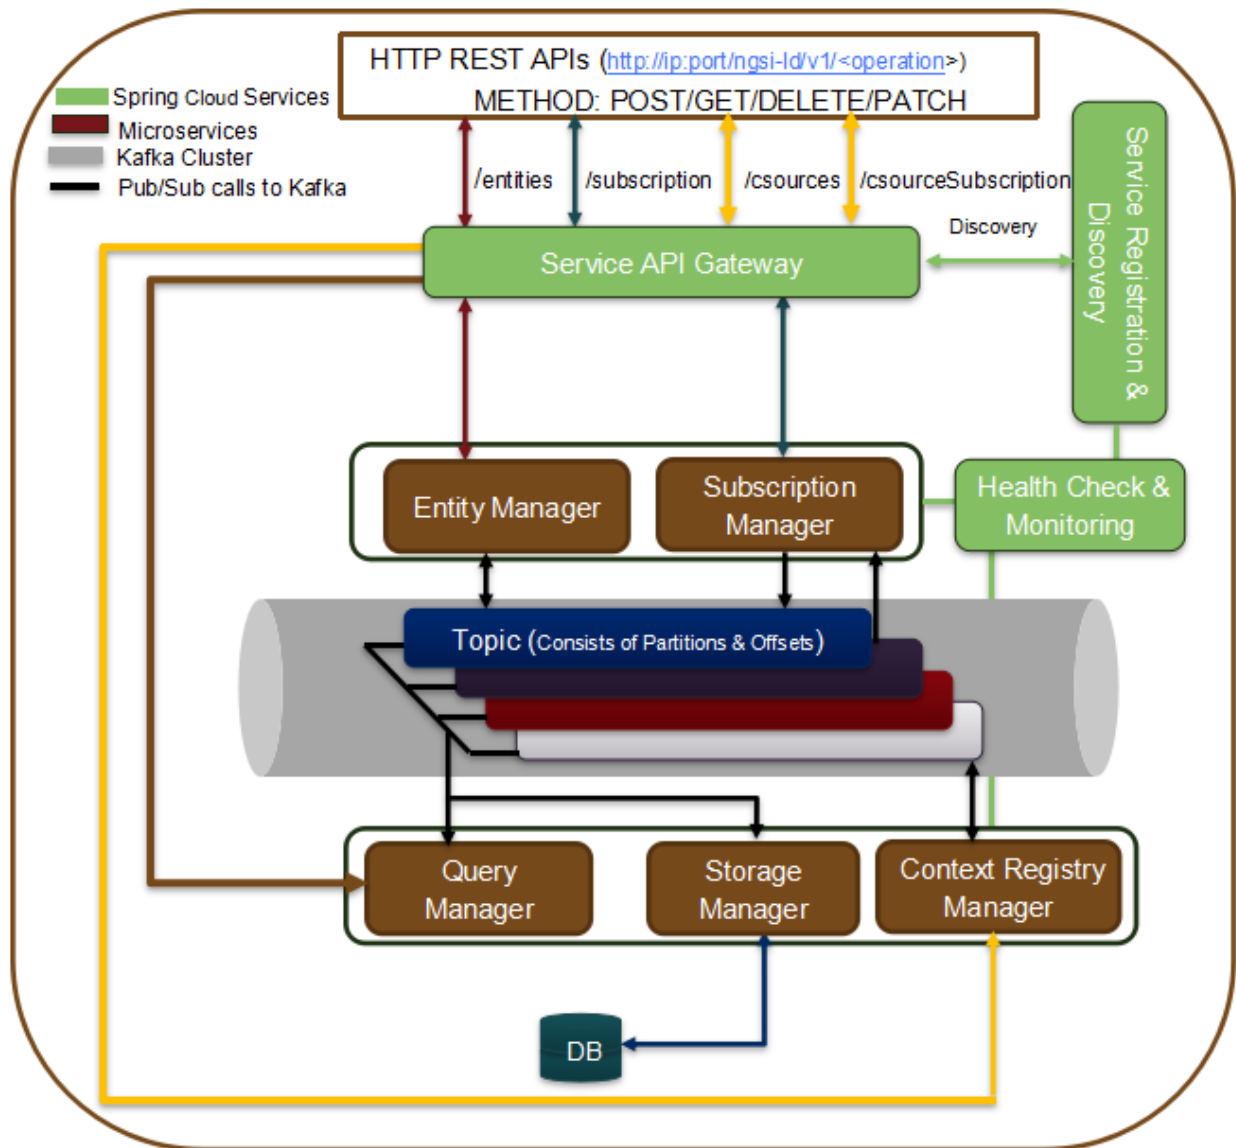 HTTP REST APIs (http://ip:port/ngsi-ld/v1/<operation>)
METHOD: POST/GET/DELETE/PATCH
Spring Cloud Services
Microservices
Kafka Cluster
Pub/Sub calls to Kafka
/entities
/subscription
/csources
/csourceSubscription
Discovery
Service Registration &
Discovery
Service API Gateway
Entity Manager
Subscription
Manager
Health Check &
Monitoring
Topic (Consists of Partitions & Offsets)
Query
Manager
Storage
Manager
Context Registry
Manager
DB